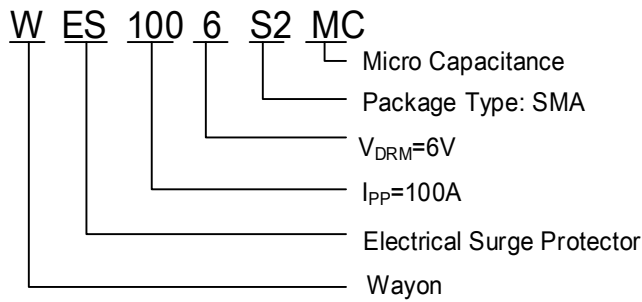 W ES 100 6 S2 MC
Micro Capacitance
Package Type: SMA
VDRM=6V
IPP=100A
Electrical Surge Protector
Wayon